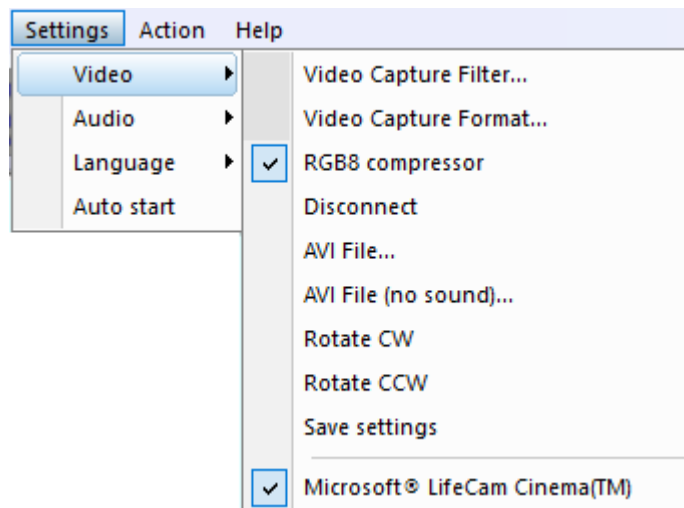 Settings Action Help
Video
Audio
Language
Auto start
Video Capture Filter...
Video Capture Format...
RGB8 compressor
Disconnect
AVI File...
AVI File (no sound)...
Rotate CW
Rotate CCW
Save settings
Microsoft® LifeCam Cinema(TM)